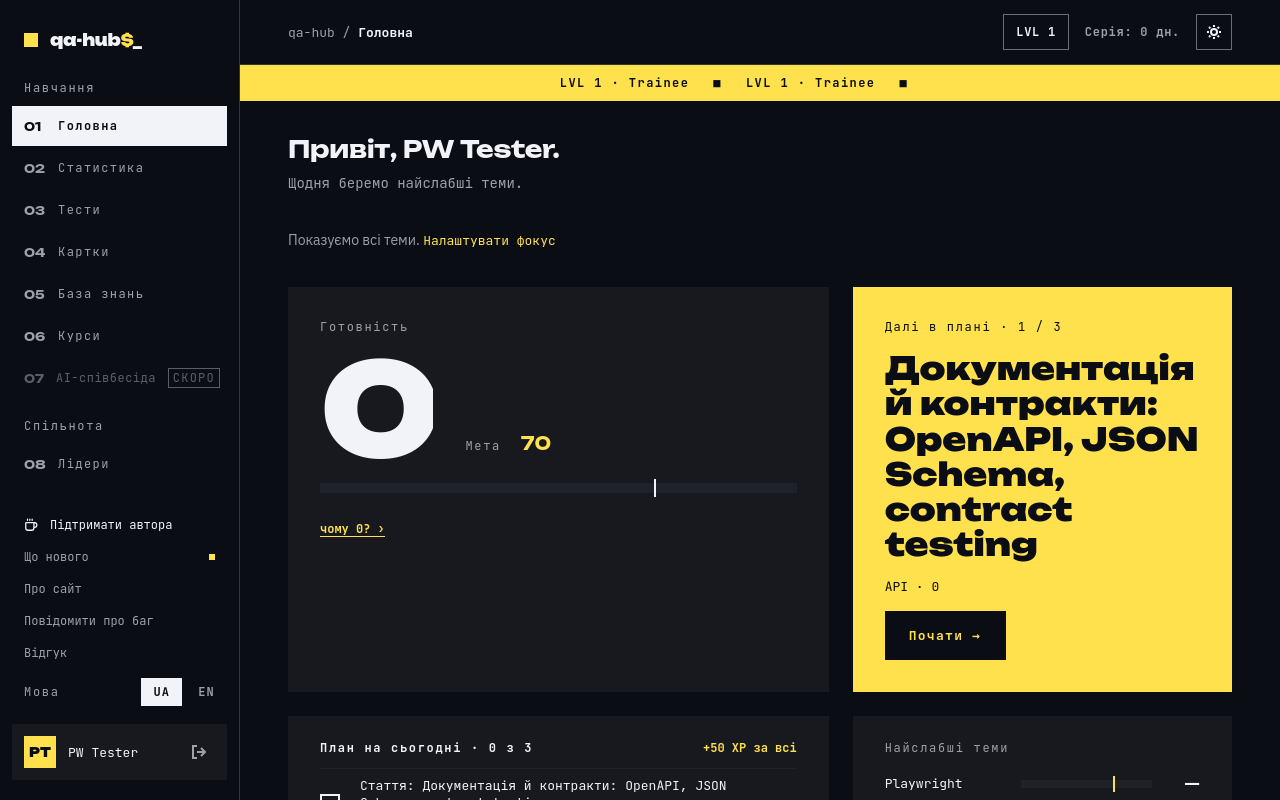 qa-hub$_
Навчання
01 Головна
02 Статистика
03 Тести
04 Картки
05 База знань
06 Курси
07 AI-співбесіда СКОРО
Спільнота
08 Лідери
Підтримати автора
Що нового
Про сайт
Повідомити про баг
Відгук
Мова UA EN
PT PW Tester
qa-hub / Головна
LVL 1 Серія: 0 дн.
LVL 1 · Trainee ■ LVL 1 · Trainee ■
Привіт, PW Tester.
Щодня беремо найслабші теми.
Показуємо всі теми. Налаштувати фокус
Готовність
0
Мета 70
чому 0? ›
Далі в плані · 1 / 3
Документація
й контракти:
OpenAPI, JSON
Schema,
contract
testing
API · 0
Почати →
План на сьогодні · 0 з 3 +50 XP за всі
Стаття: Документація й контракти: OpenAPI, JSON
Найслабші теми
Playwright —